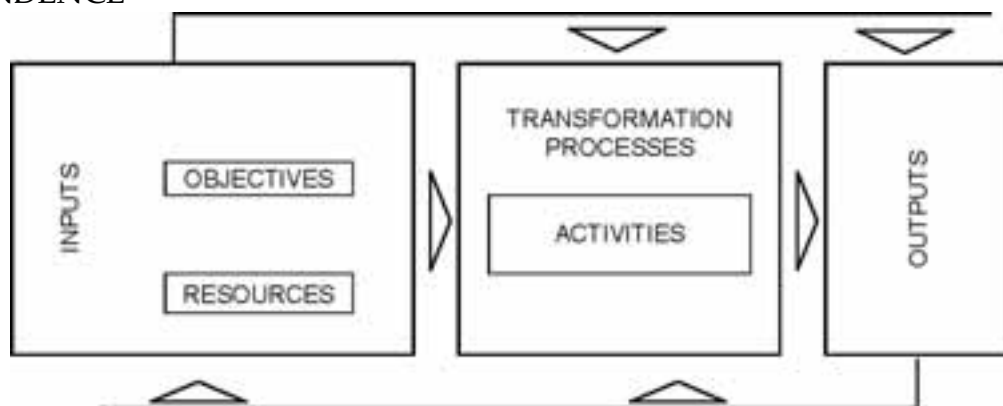 INPUTS
OBJECTIVES
RESOURCES
TRANSFORMATION
PROCESSES
ACTIVITIES
OUTPUTS